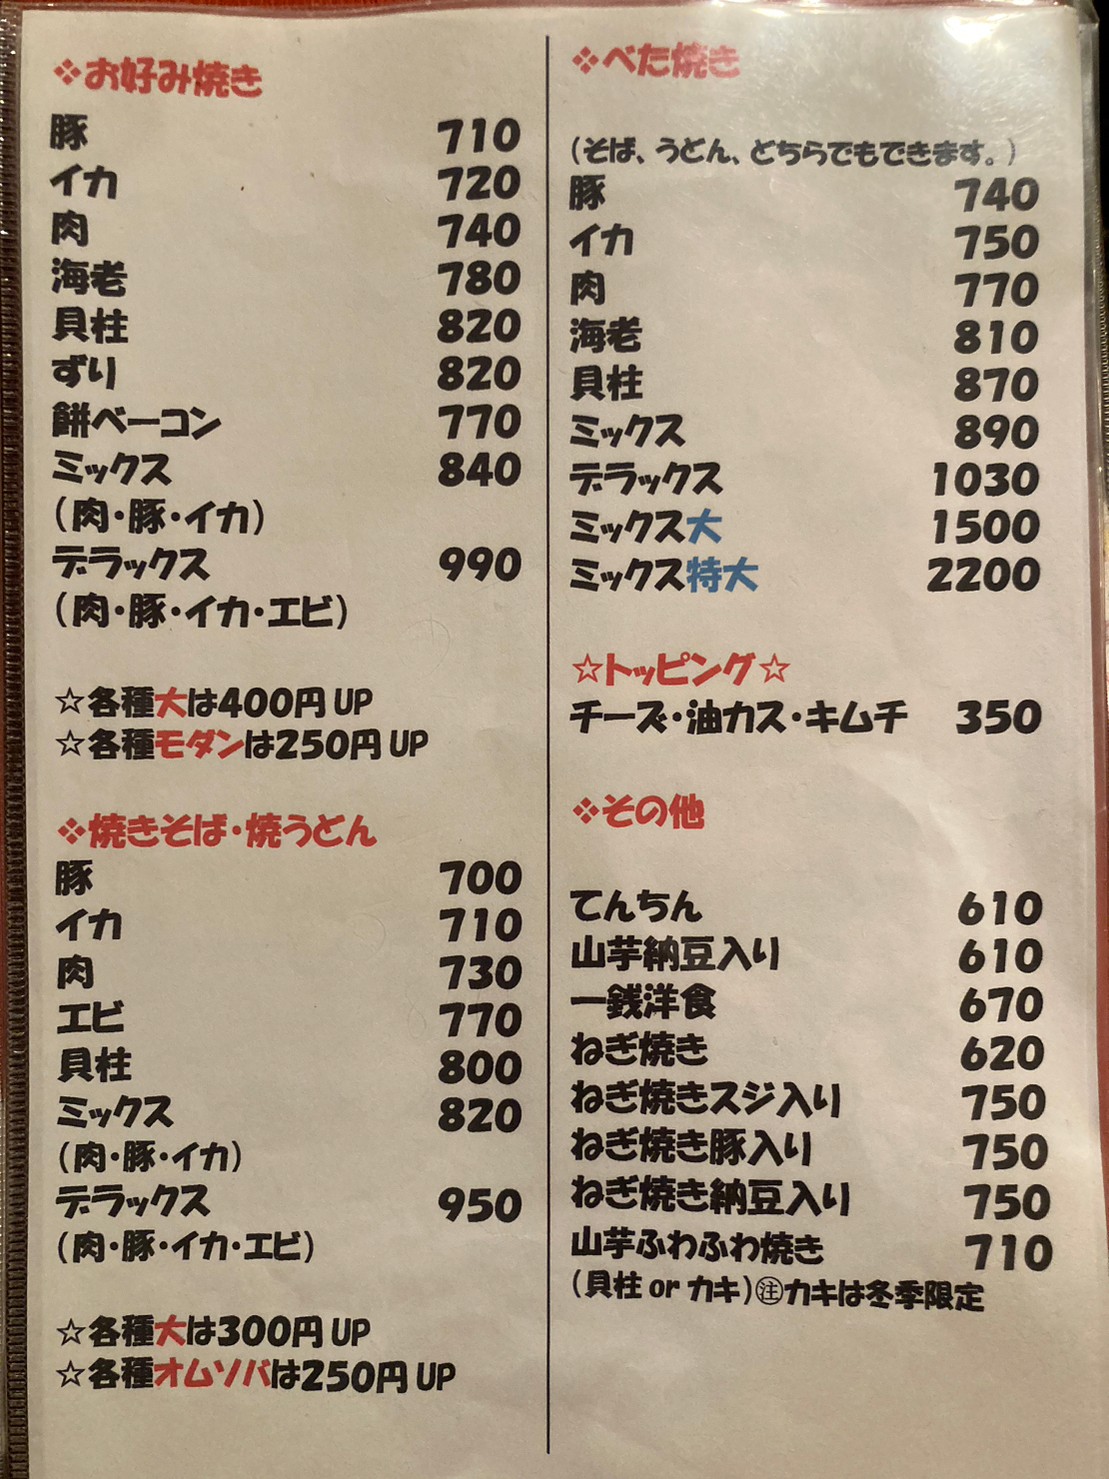 ❖お好み焼き
豚 710
イカ 720
肉 740
海老 780
貝柱 820
ずり 820
餅ベーコン 770
ミックス 840
(肉・豚・イカ)
デラックス 990
(肉・豚・イカ・エビ)
☆各種大は400円UP
☆各種モダンは250円UP
❖焼きそば・焼うどん
豚 700
イカ 710
肉 730
エビ 770
貝柱 800
ミックス 820
(肉・豚・イカ)
デラックス 950
(肉・豚・イカ・エビ)
☆各種大は300円UP
☆各種オムソバは250円UP
❖べた焼き
(そば、うどん、どちらでもできます。)
豚 740
イカ 750
肉 770
海老 810
貝柱 870
ミックス 890
デラックス 1030
ミックス大 1500
ミックス特大 2200
☆トッピング☆
チーズ・油カス・キムチ 350
❖その他
てんちん 610
山芋納豆入り 610
一銭洋食 670
ねぎ焼き 620
ねぎ焼きスジ入り 750
ねぎ焼き豚入り 750
ねぎ焼き納豆入り 750
山芋ふわふわ焼き 710
(貝柱 or カキ)㊟カキは冬季限定